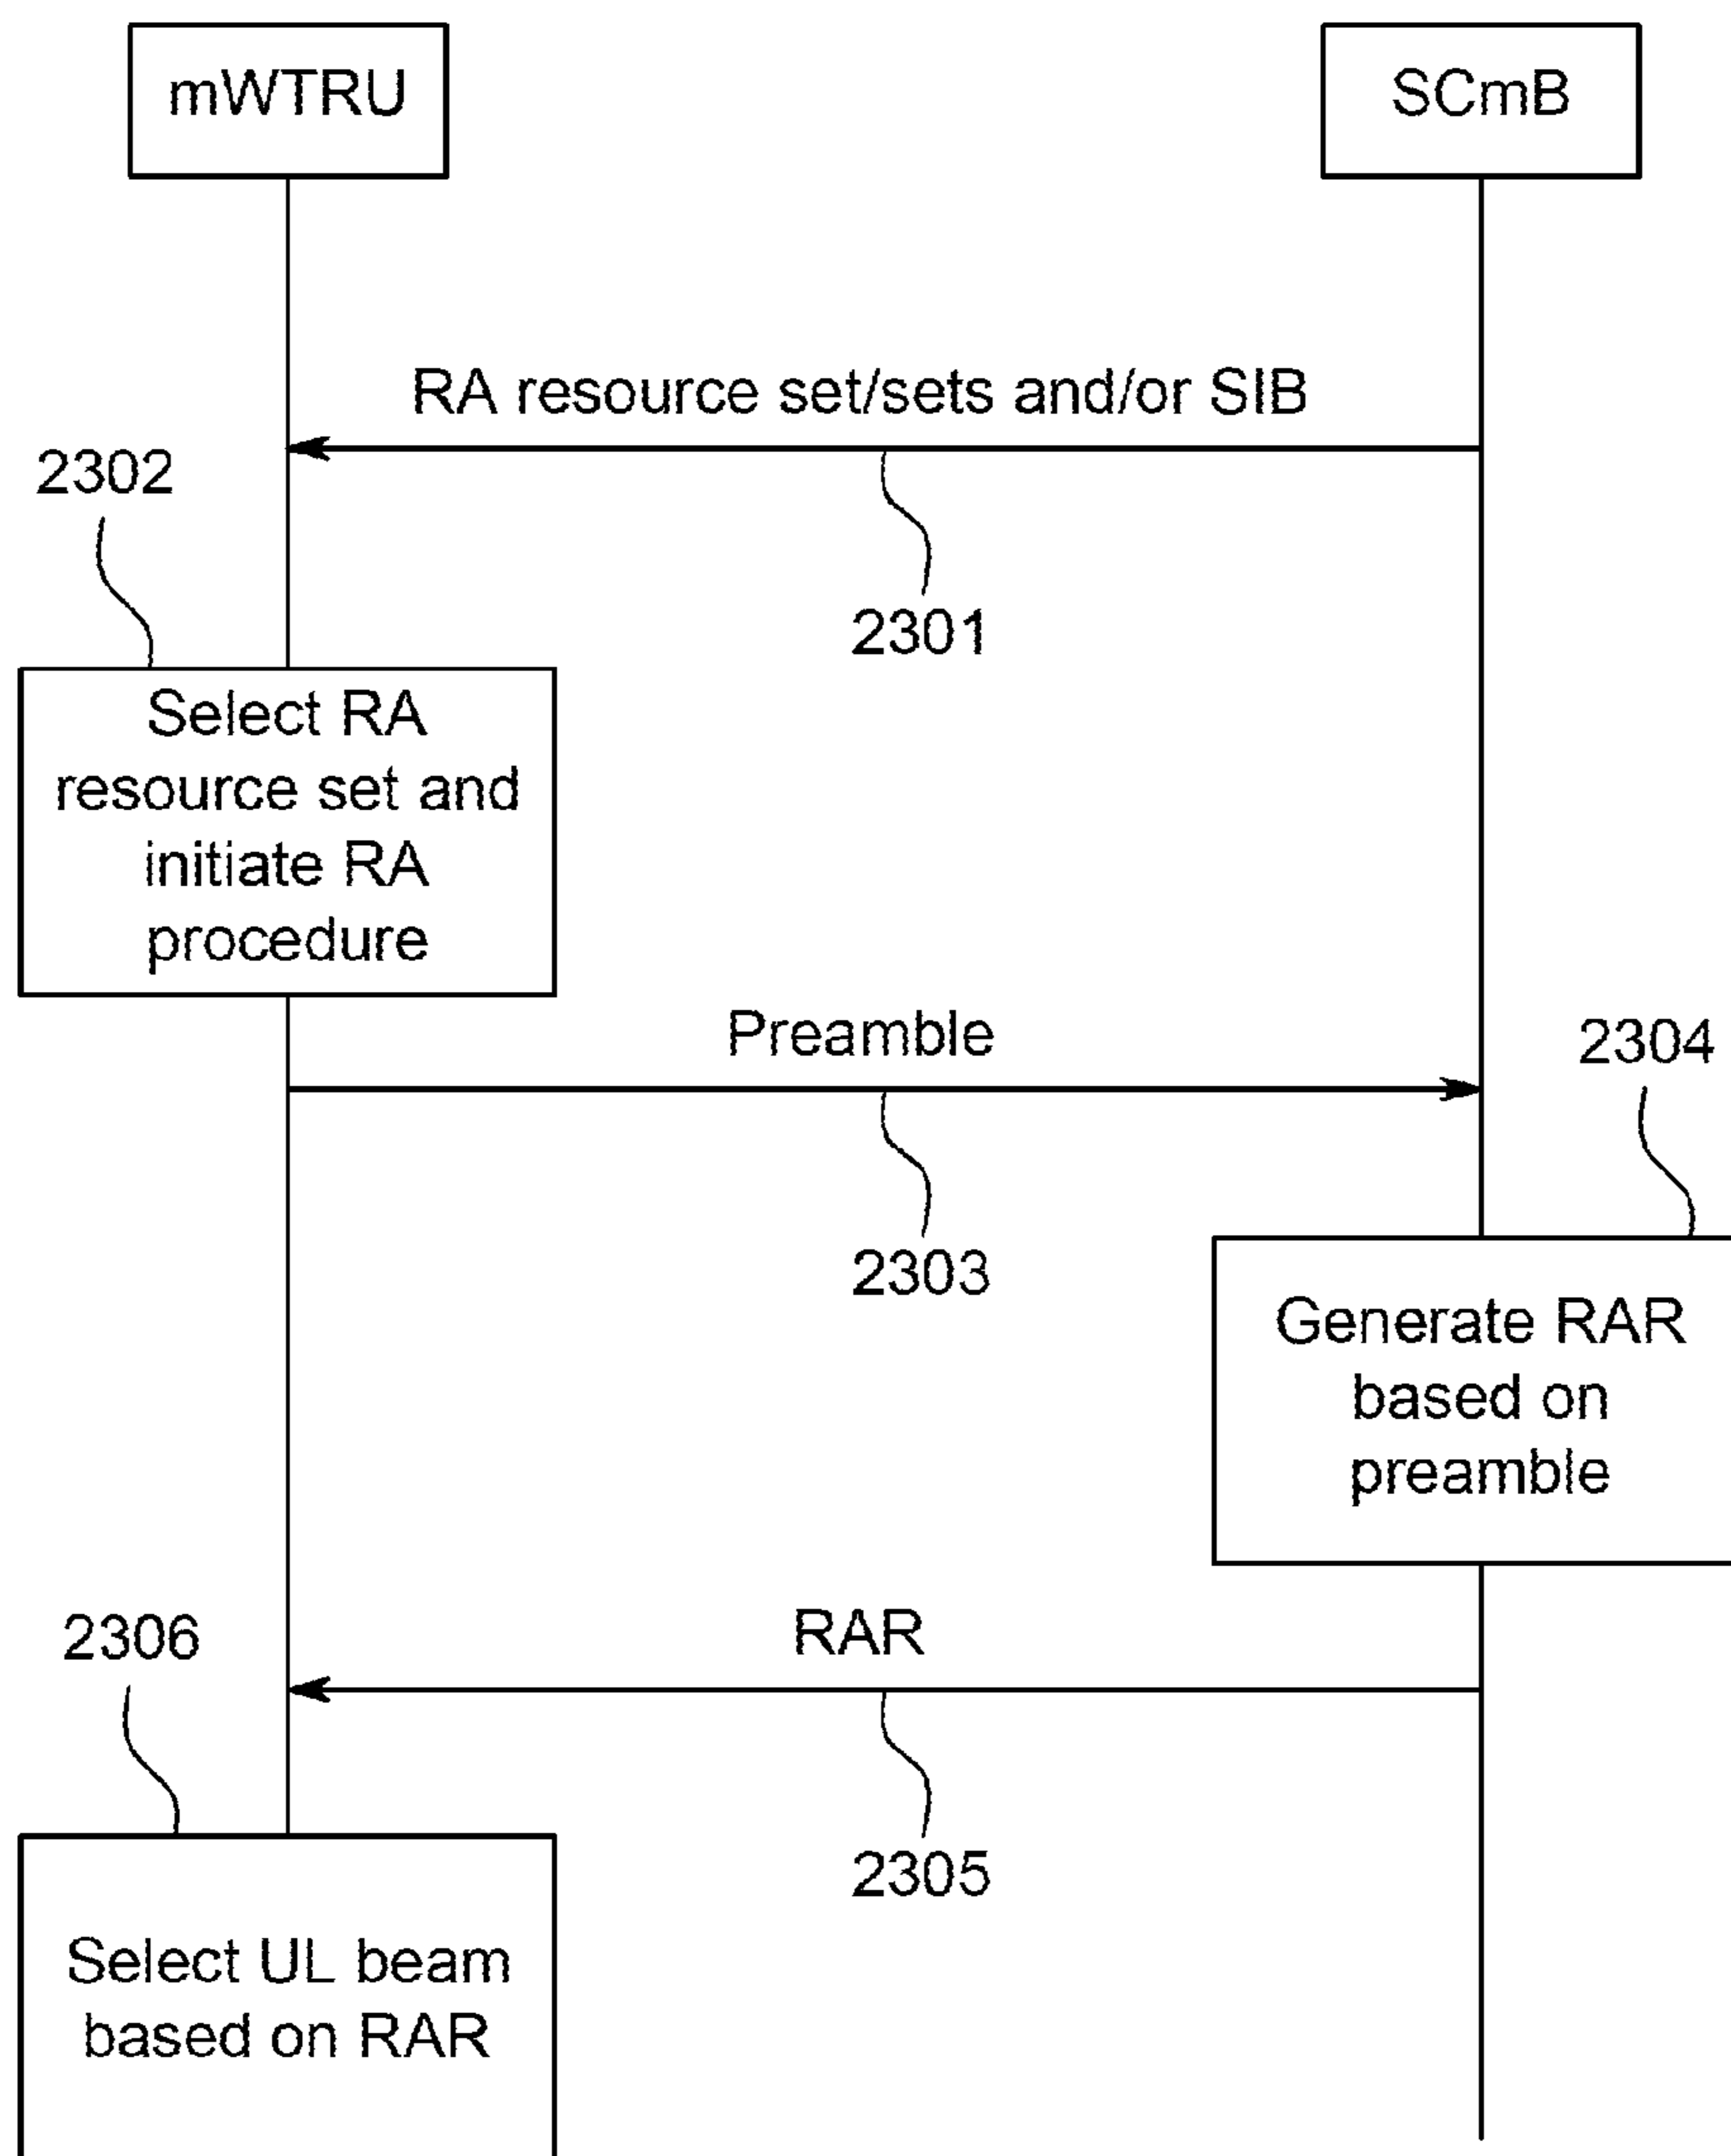 mWTRU
SCmB
RA resource set/sets and/or SIB
2302
2301
Select RA
resource set and
initiate RA
procedure
Preamble
2304
2303
Generate RAR
based on
preamble
RAR
2306
2305
Select UL beam
based on RAR